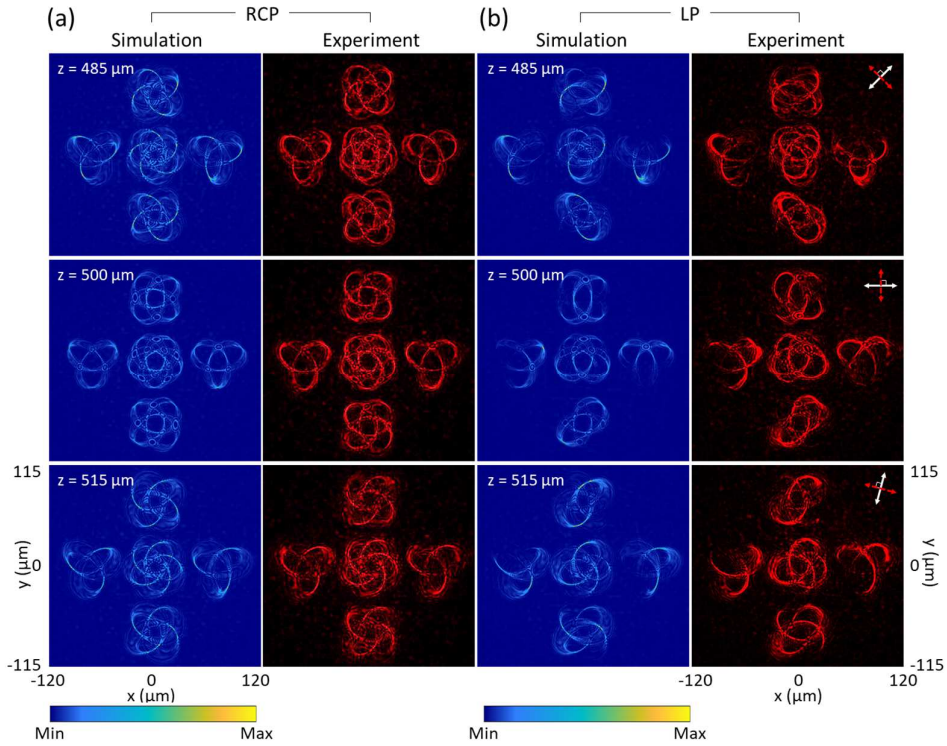 (a) RCP (b) LP
Simulation Experiment Simulation Experiment
z = 485 μm z = 485 μm
z = 500 μm z = 500 μm
115 z = 515 μm z = 515 μm 115
y (μm) 0 0 y (μm)
-115 -115
-120 0 120 -120 0 120
x (μm) x (μm)
Min Max Min Max